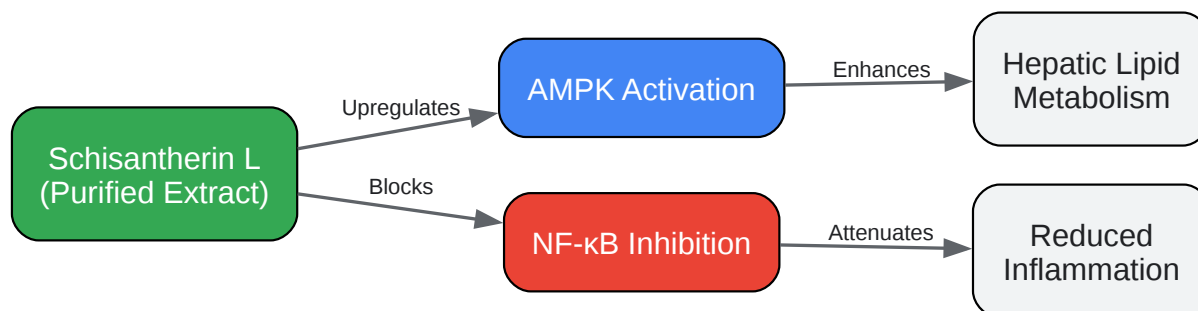 Schisantherin L
(Purified Extract)
Upregulates
Blocks
AMPK Activation
NF-κB Inhibition
Enhances
Attenuates
Hepatic Lipid
Metabolism
Reduced
Inflammation